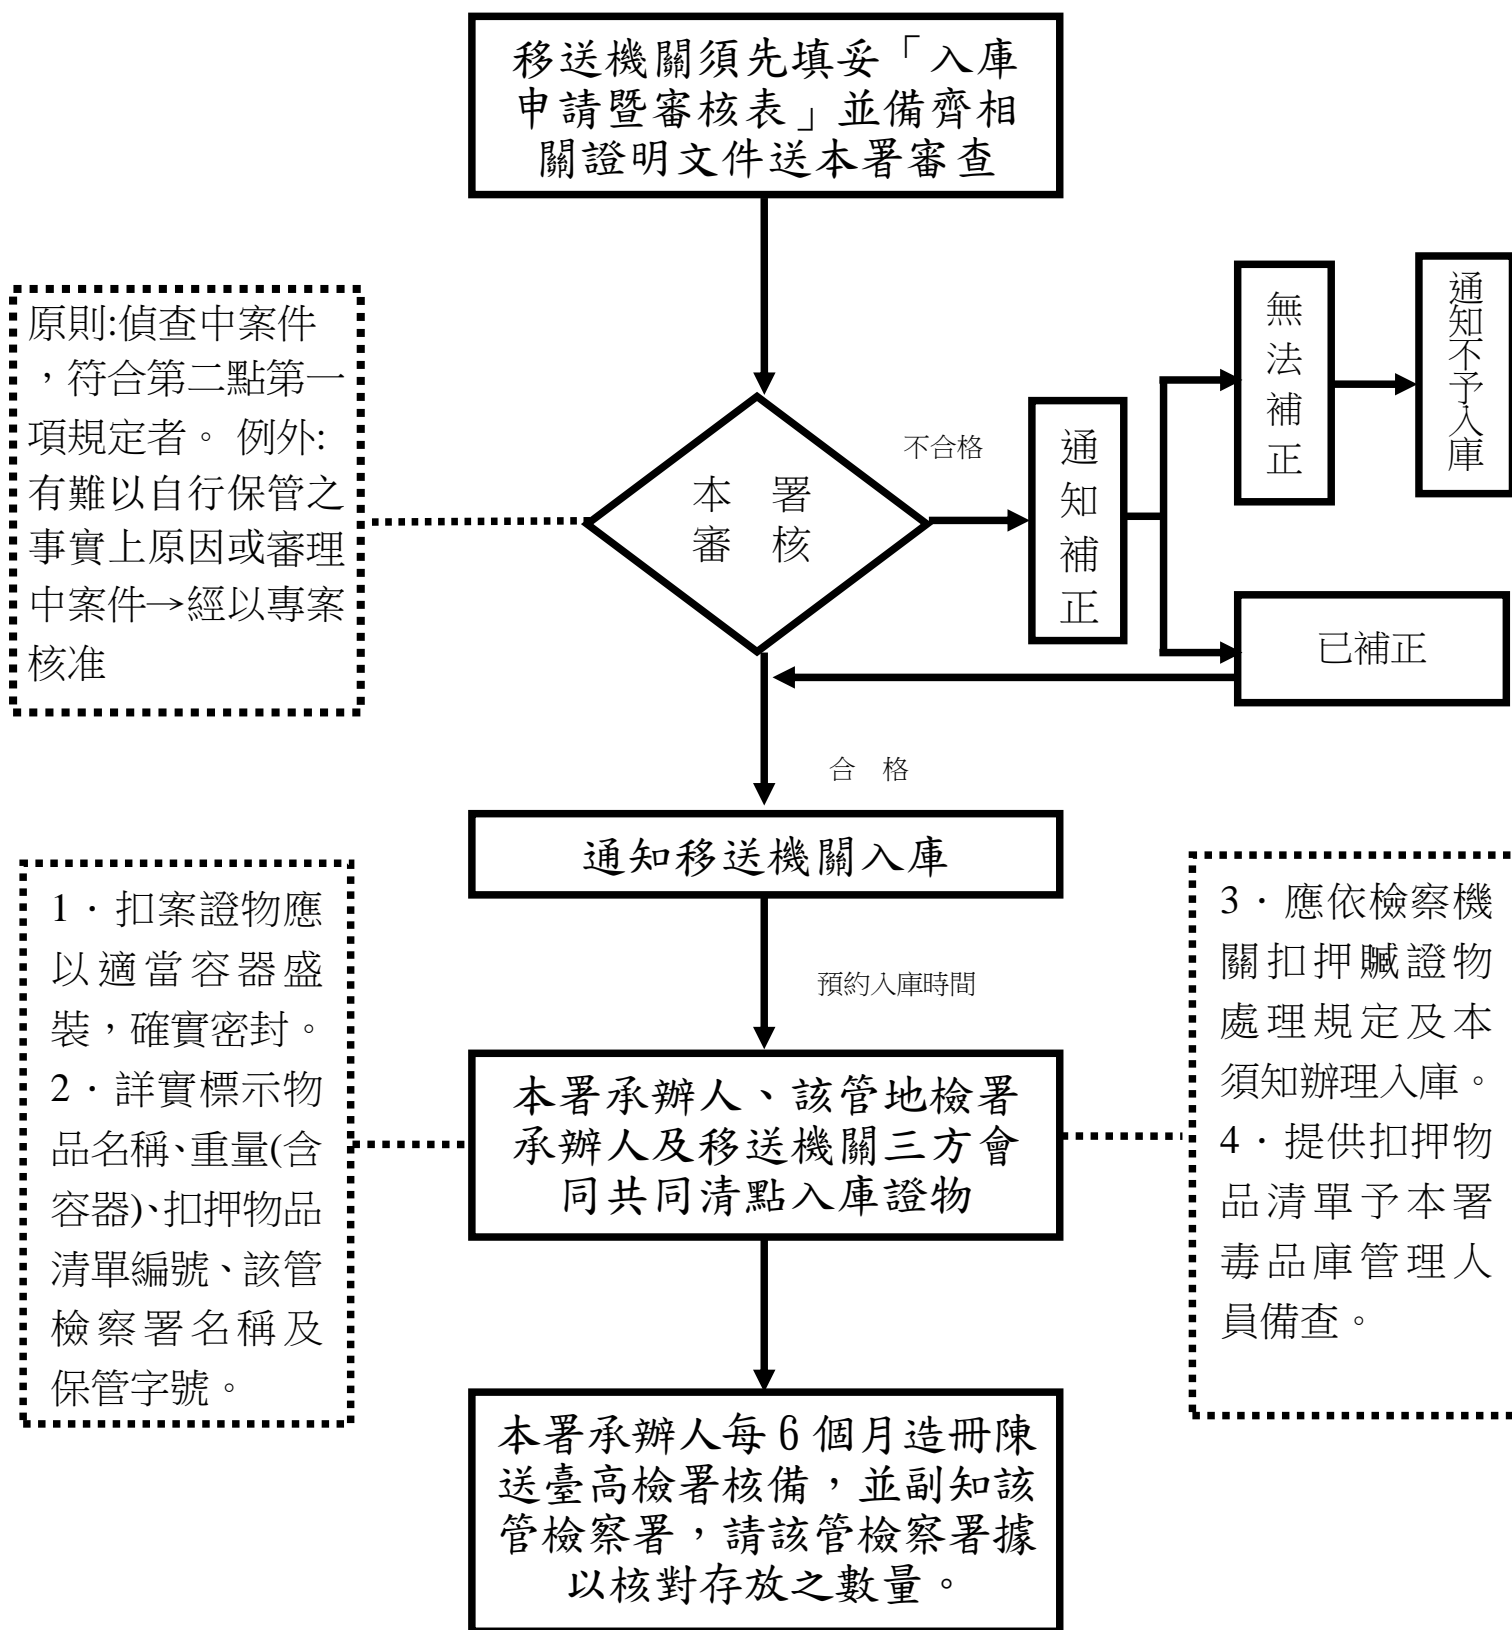 移送機關須先填妥「入庫
申請暨審核表」並備齊相
關證明文件送本署審查
原則:偵查中案件
，符合第二點第一
項規定者。 例外:
有難以自行保管之
事實上原因或審理
中案件→經以專案
核准
本 署
審 核
不合格
通知補正
無法補正
通知不予入庫
已補正
合 格
通知移送機關入庫
預約入庫時間
1．扣案證物應
以適當容器盛
裝，確實密封。
2．詳實標示物
品名稱、重量(含
容器)、扣押物品
清單編號、該管
檢察署名稱及
保管字號。
本署承辦人、該管地檢署
承辦人及移送機關三方會
同共同清點入庫證物
3．應依檢察機
關扣押贓證物
處理規定及本
須知辦理入庫。
4．提供扣押物
品清單予本署
毒品庫管理人
員備查。
本署承辦人每 6 個月造冊陳
送臺高檢署核備，並副知該
管檢察署，請該管檢察署據
以核對存放之數量。